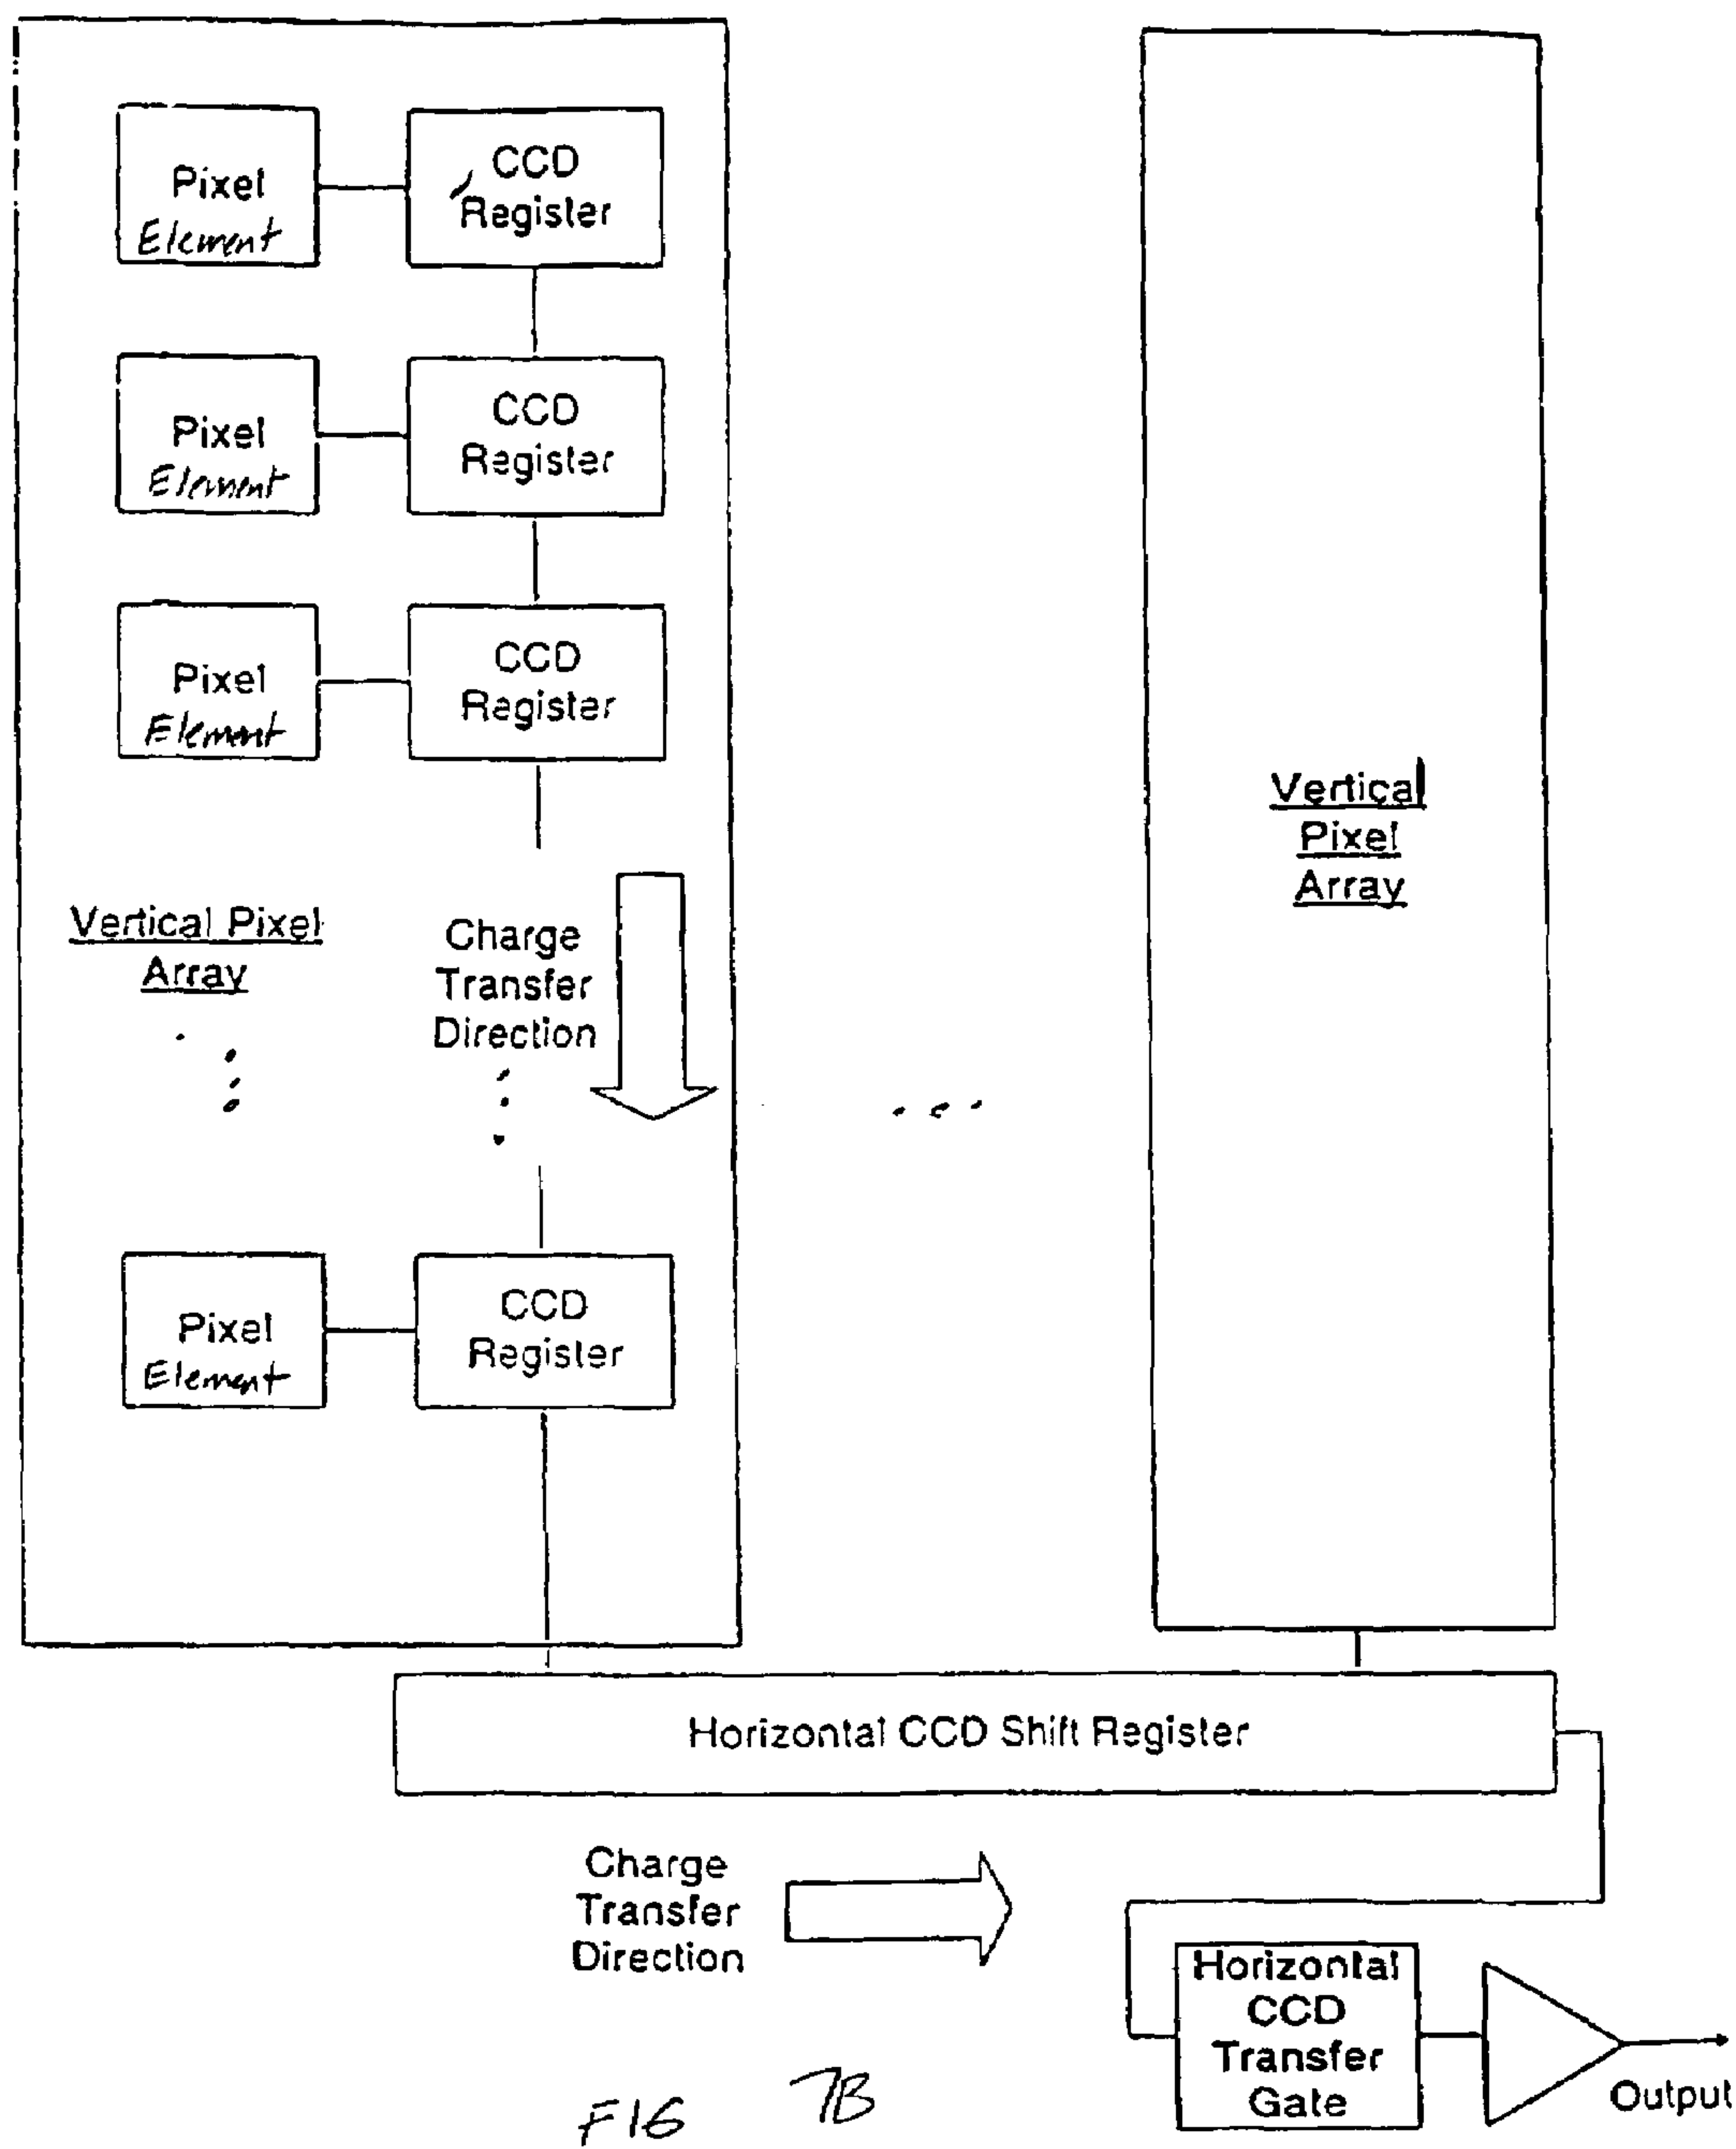 Pixel
Element
CCD
Register
Pixel
Element
CCD
Register
Pixel
Element
CCD
Register
Vertical Pixel
Array
Charge
Transfer
Direction
Vertical
Pixel
Array
Pixel
Element
CCD
Register
Horizontal CCD Shift Register
Charge
Transfer
Direction
Horizontal
CCD
Transfer
Gate
Output
FIG 7B